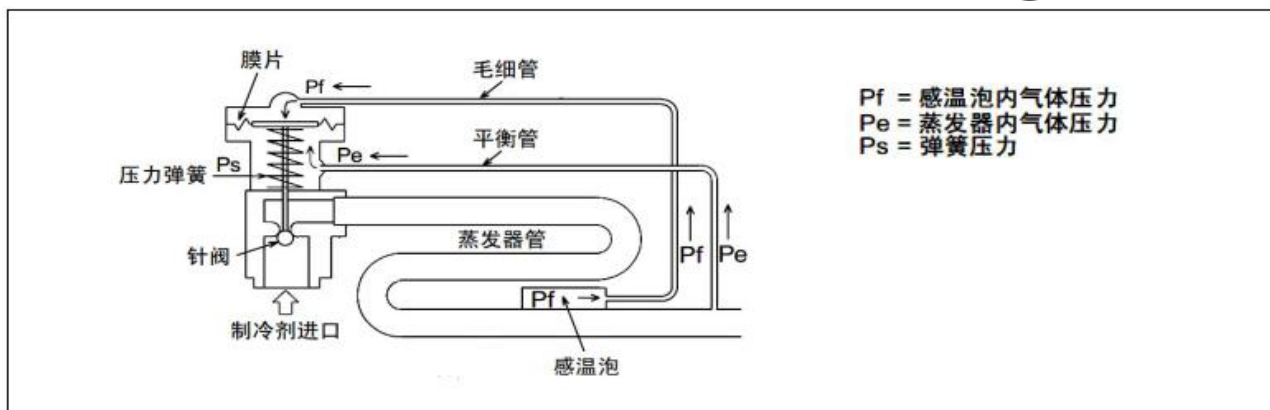 膜片
Pf
毛细管
Pf = 感温泡内气体压力
Pe = 蒸发器内气体压力
Ps = 弹簧压力
平衡管
Pe
Ps
压力弹簧
蒸发器管
Pf
Pe
针阀
Pf
制冷剂进口
感温泡